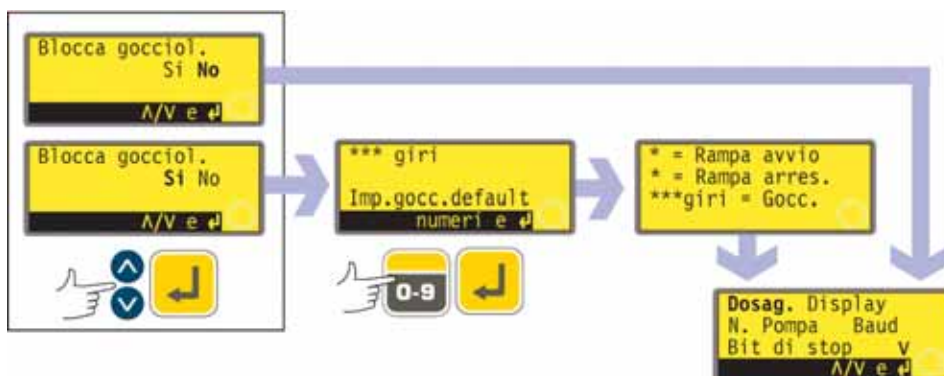 Blocca gocciol.
Si No
Λ/V e ↵
Blocca gocciol.
Si No
Λ/V e ↵
*** giri
Imp.gocc.default
numeri e ↵
* = Rampa avvio
* = Rampa arres.
***giri = Gocc.
0-9
Dosag. Display
N. Pompa Baud
Bit di stop v
Λ/V e ↵